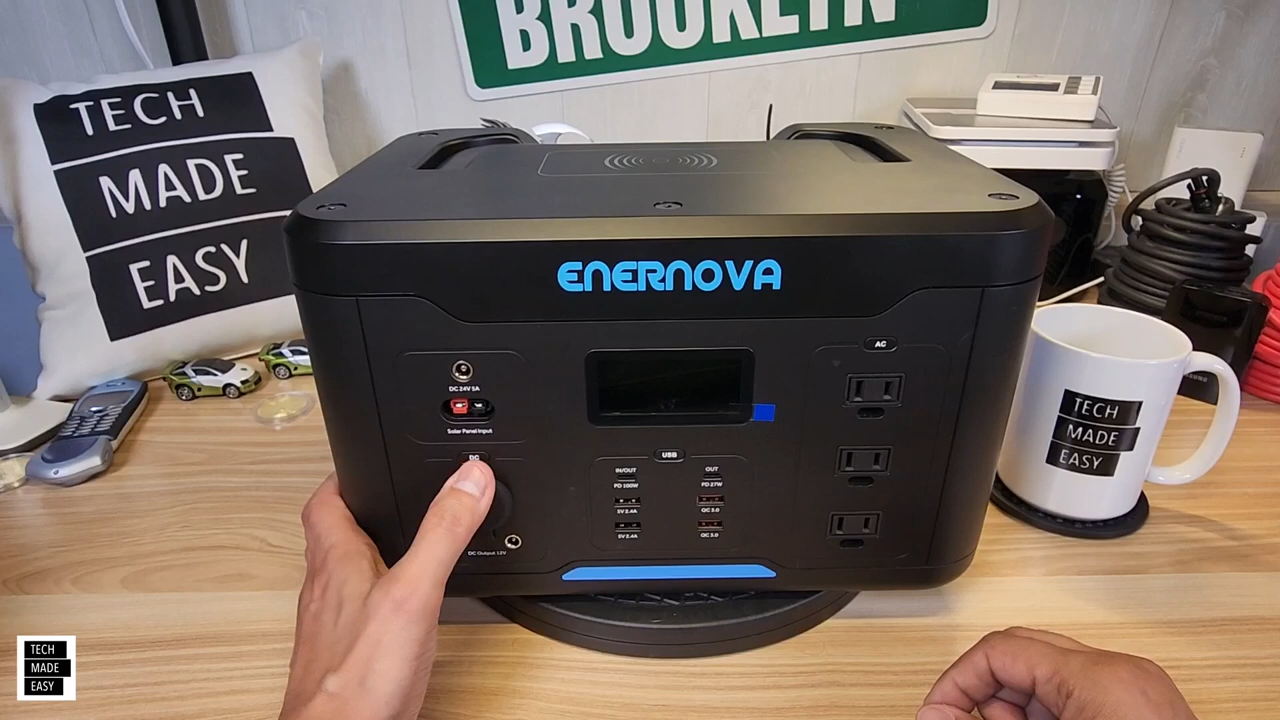 BROOKLYN
TECH
MADE
EASY
ENERNOVA
DC 24V 5A
Solar Panel Input
DC
DC Output: 12V
USB
IN/OUT
PD 100W
5V 2.4A
5V 2.4A
OUT
PD 27W
QC 3.0
QC 3.0
AC
TECH
MADE
EASY
TECH
MADE
EASY